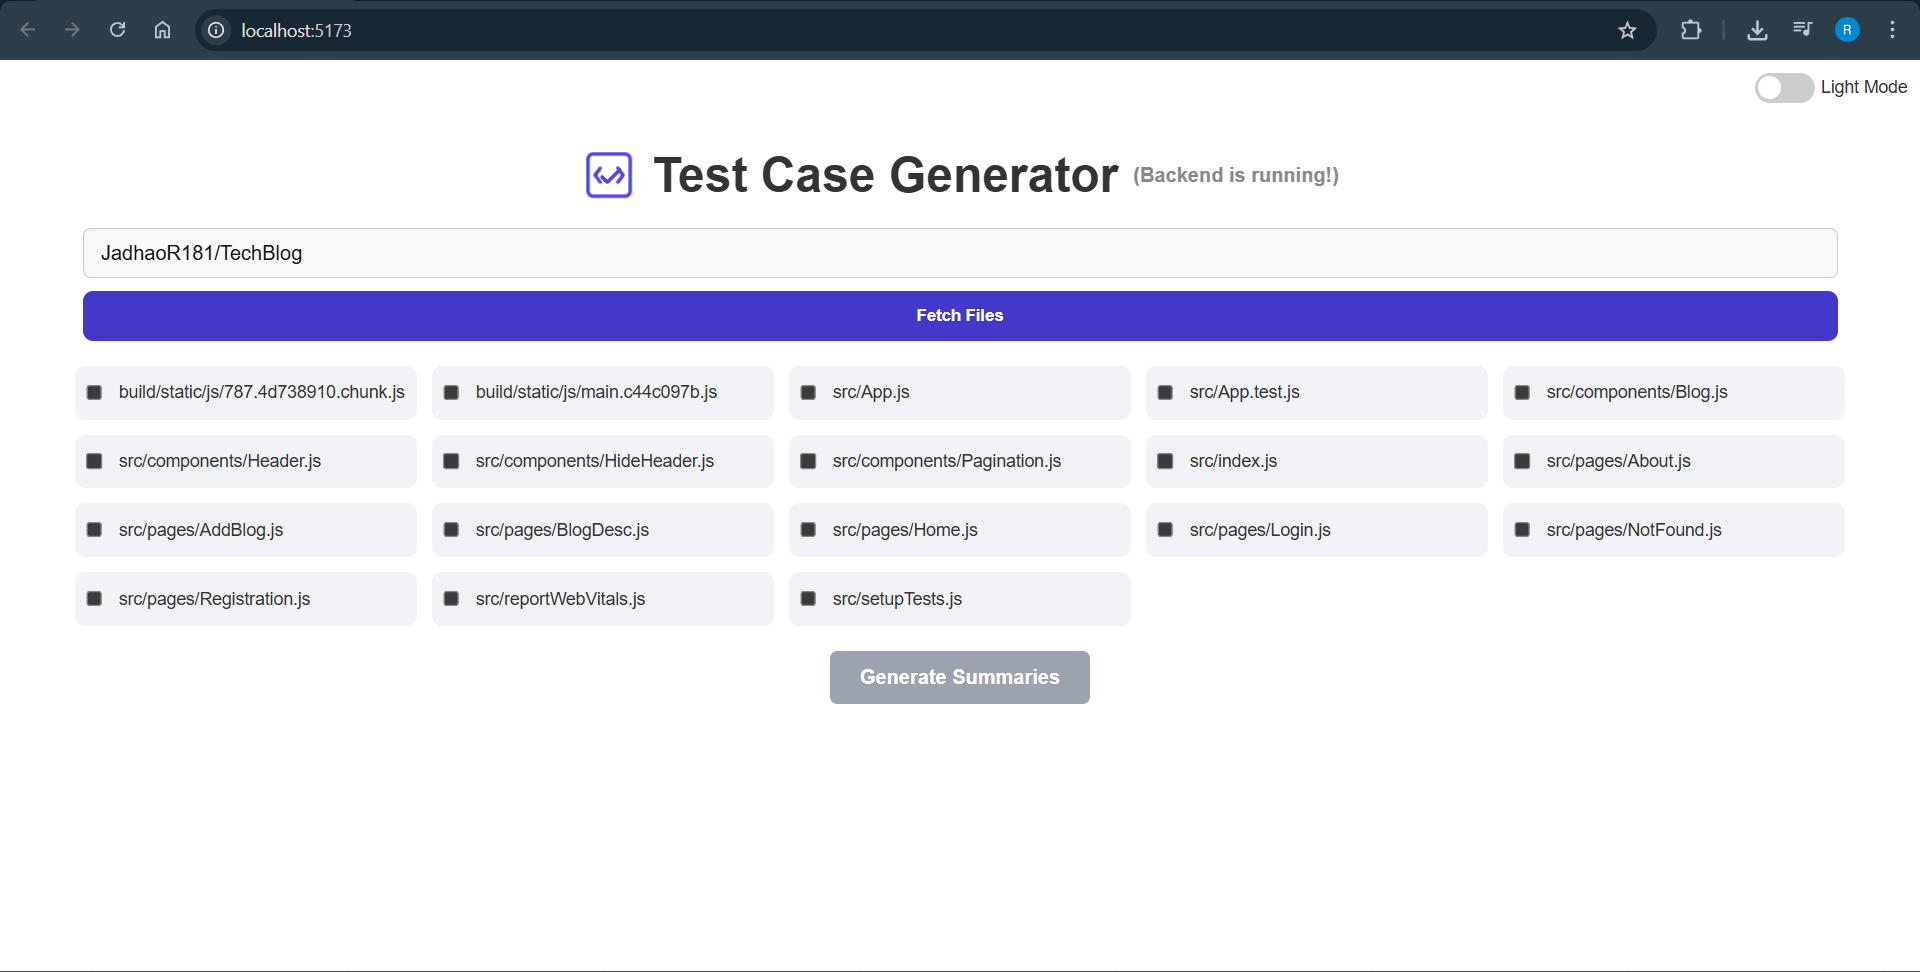 localhost:5173
R
Light Mode
Test Case Generator (Backend is running!)
JadhaoR181/TechBlog
Fetch Files
build/static/js/787.4d738910.chunk.js
build/static/js/main.c44c097b.js
src/App.js
src/App.test.js
src/components/Blog.js
src/components/Header.js
src/components/HideHeader.js
src/components/Pagination.js
src/index.js
src/pages/About.js
src/pages/AddBlog.js
src/pages/BlogDesc.js
src/pages/Home.js
src/pages/Login.js
src/pages/NotFound.js
src/pages/Registration.js
src/reportWebVitals.js
src/setupTests.js
Generate Summaries